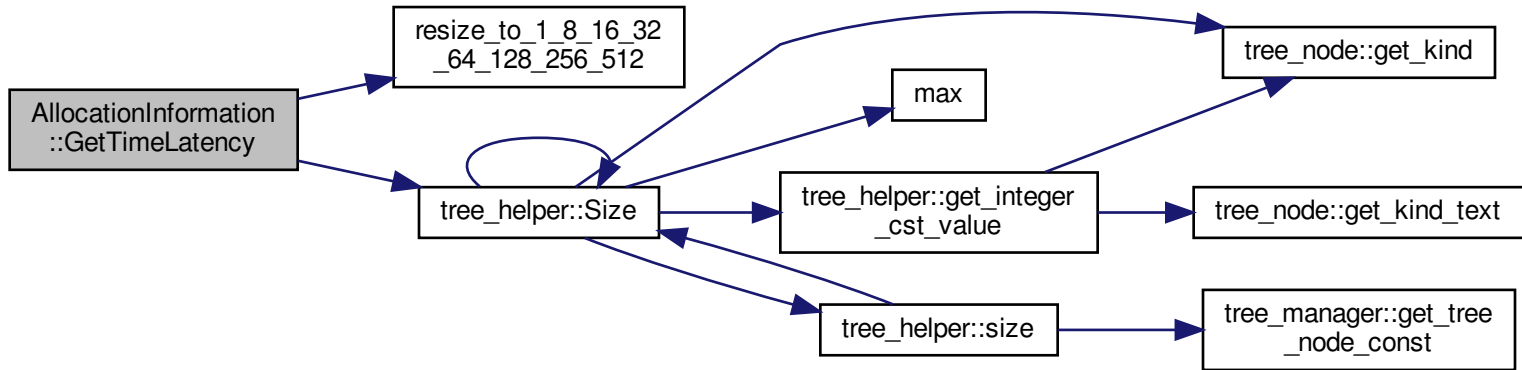 AllocationInformation
::GetTimeLatency
resize_to_1_8_16_32
_64_128_256_512
tree_helper::Size
max
tree_helper::get_integer
_cst_value
tree_helper::size
tree_node::get_kind
tree_node::get_kind_text
tree_manager::get_tree
_node_const